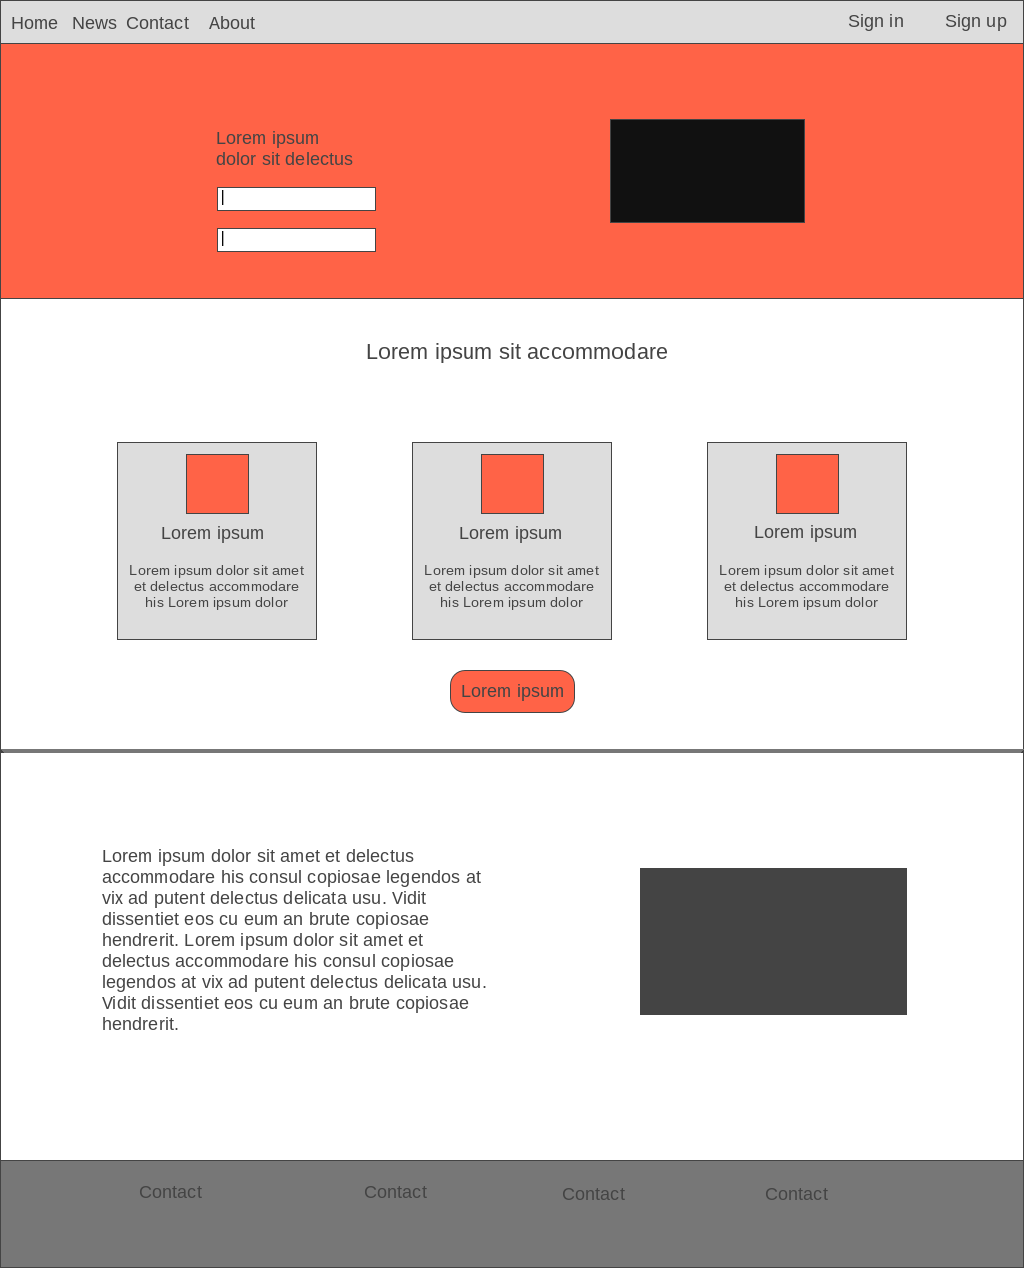 Home News Contact About Sign in Sign up
Lorem ipsum
dolor sit delectus
Lorem ipsum sit accommodare
Lorem ipsum
Lorem ipsum dolor sit amet
et delectus accommodare
his Lorem ipsum dolor
Lorem ipsum
Lorem ipsum dolor sit amet
et delectus accommodare
his Lorem ipsum dolor
Lorem ipsum
Lorem ipsum dolor sit amet
et delectus accommodare
his Lorem ipsum dolor
Lorem ipsum
Lorem ipsum dolor sit amet et delectus
accommodare his consul copiosae legendos at
vix ad putent delectus delicata usu. Vidit
dissentiet eos cu eum an brute copiosae
hendrerit. Lorem ipsum dolor sit amet et
delectus accommodare his consul copiosae
legendos at vix ad putent delectus delicata usu.
Vidit dissentiet eos cu eum an brute copiosae
hendrerit.
Contact Contact Contact Contact